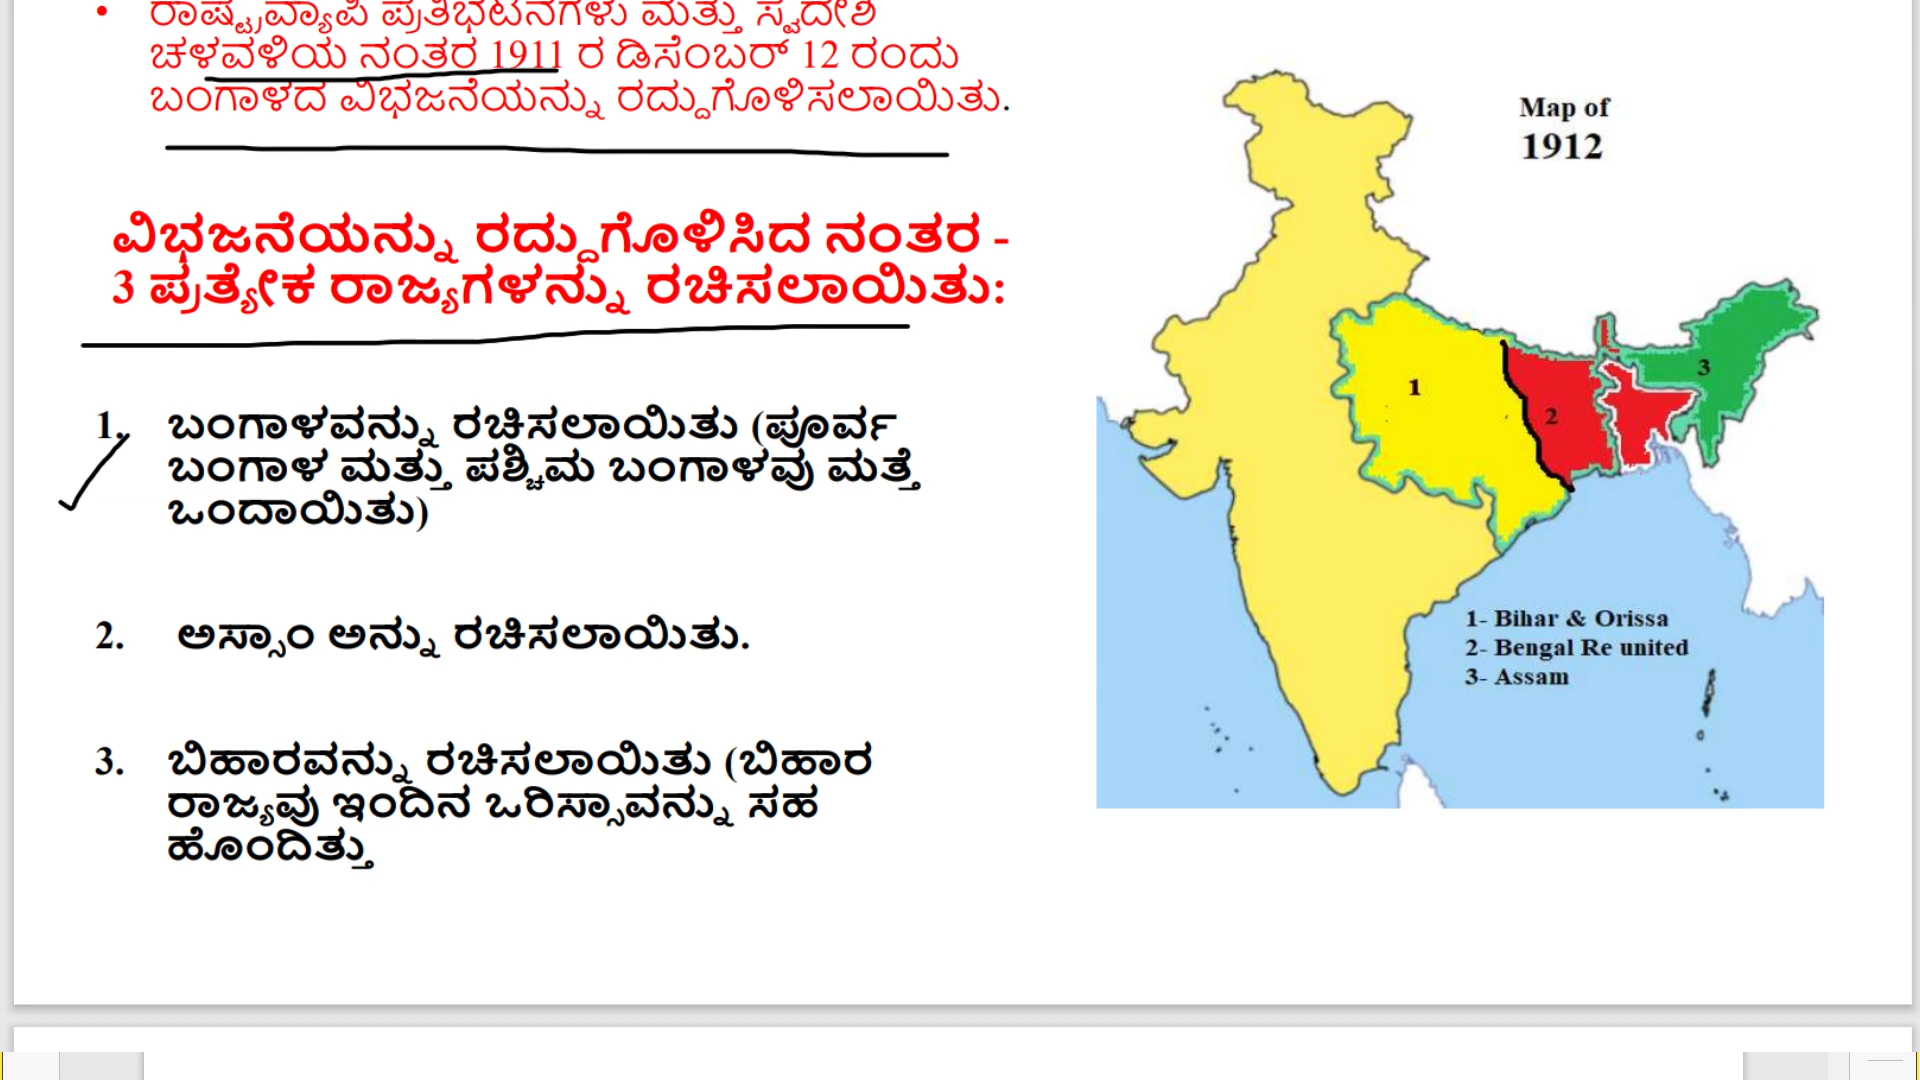 • ರಾಷ್ಟ್ರವ್ಯಾಪಿ ಪ್ರತಿಭಟನೆಗಳು ಮತ್ತು ಸ್ವದೇಶಿ
ಚಳವಳಿಯ ನಂತರ 1911 ರ ಡಿಸೆಂಬರ್ 12 ರಂದು
ಬಂಗಾಳದ ವಿಭಜನೆಯನ್ನು ರದ್ದುಗೊಳಿಸಲಾಯಿತು.
ವಿಭಜನೆಯನ್ನು ರದ್ದುಗೊಳಿಸಿದ ನಂತರ -
3 ಪ್ರತ್ಯೇಕ ರಾಜ್ಯಗಳನ್ನು ರಚಿಸಲಾಯಿತು:
1. ಬಂಗಾಳವನ್ನು ರಚಿಸಲಾಯಿತು (ಪೂರ್ವ
ಬಂಗಾಳ ಮತ್ತು ಪಶ್ಚಿಮ ಬಂಗಾಳವು ಮತ್ತೆ
ಒಂದಾಯಿತು)
2. ಅಸ್ಸಾಂ ಅನ್ನು ರಚಿಸಲಾಯಿತು.
3. ಬಿಹಾರವನ್ನು ರಚಿಸಲಾಯಿತು (ಬಿಹಾರ
ರಾಜ್ಯವು ಇಂದಿನ ಒರಿಸ್ಸಾವನ್ನು ಸಹ
ಹೊಂದಿತ್ತು
Map of
1912
1
2
3
1- Bihar & Orissa
2- Bengal Re united
3- Assam